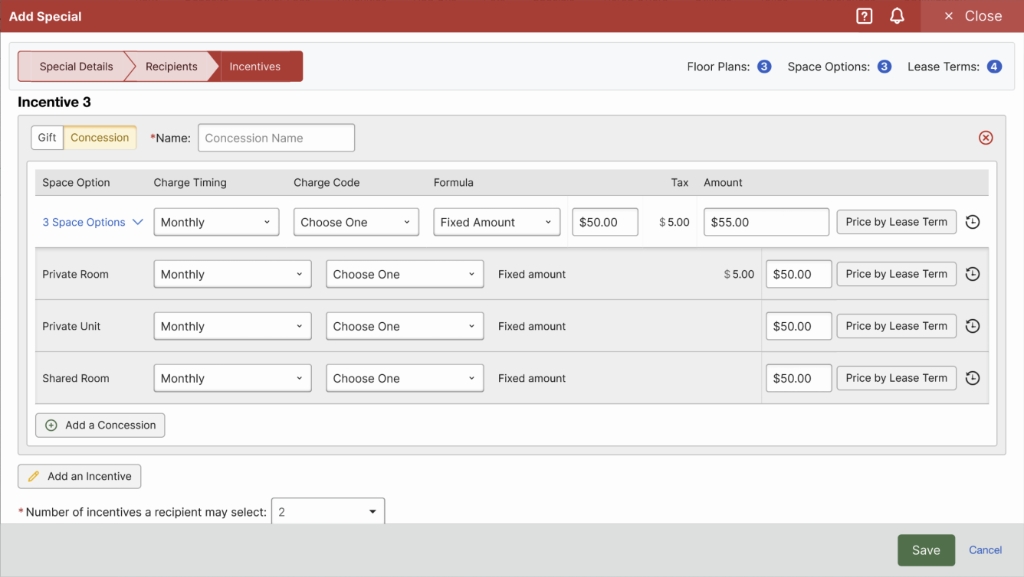 Add Special
? Close
Special Details Recipients Incentives Floor Plans: 3 Space Options: 3 Lease Terms: 4
Incentive 3
Gift Concession *Name: Concession Name
Space Option Charge Timing Charge Code Formula Tax Amount
3 Space Options Monthly Choose One Fixed Amount $50.00 $ 5.00 $55.00 Price by Lease Term
Private Room Monthly Choose One Fixed amount $ 5.00 $50.00 Price by Lease Term
Private Unit Monthly Choose One Fixed amount $50.00 Price by Lease Term
Shared Room Monthly Choose One Fixed amount $50.00 Price by Lease Term
Add a Concession
Add an Incentive
* Number of incentives a recipient may select: 2
Save Cancel